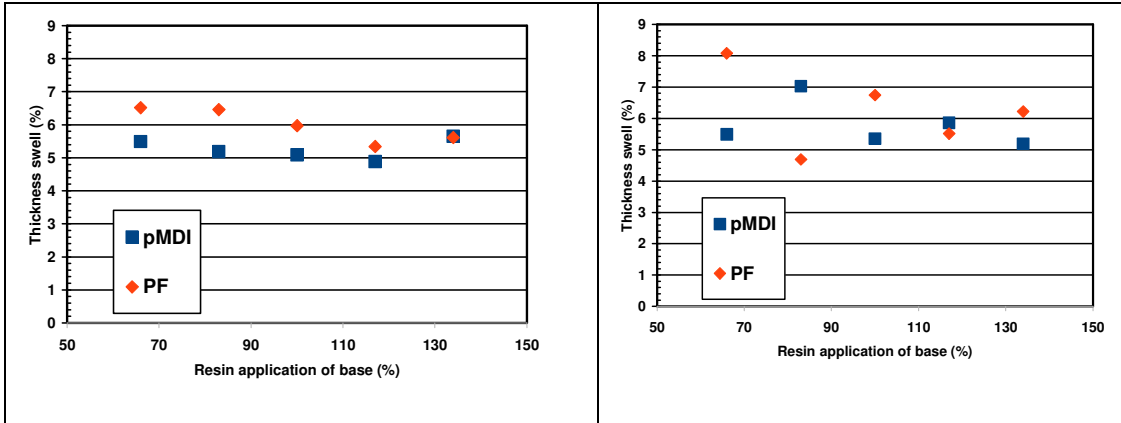 9
8
7
6
5
4
3
2
1
0
Thickness swell (%)
pMDI
PF
50 70 90 110 130 150
Resin application of base (%)
9
8
7
6
5
4
3
2
1
0
Thickness swell (%)
pMDI
PF
50 70 90 110 130 150
Resin application of base (%)